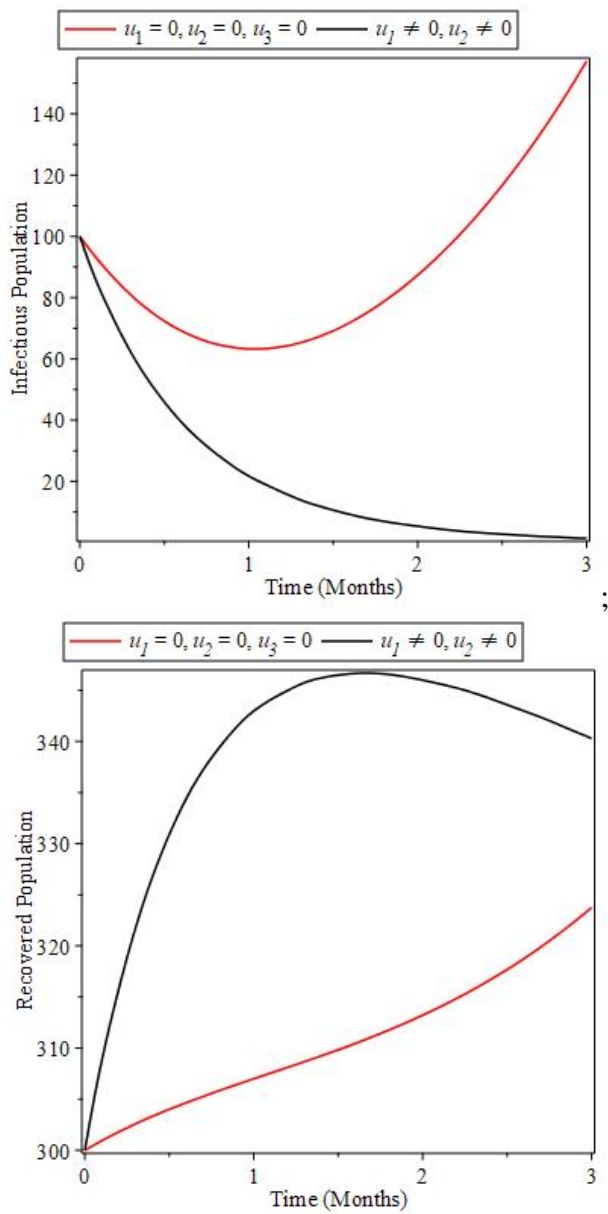 u₁ = 0, u₂ = 0, u₃ = 0 u₁ ≠ 0, u₂ ≠ 0
140
120
100
80
60
40
20
Infectious Population
0 1 2 3
Time (Months)
;
u₁ = 0, u₂ = 0, u₃ = 0 u₁ ≠ 0, u₂ ≠ 0
340
330
320
310
300
Recovered Population
0 1 2 3
Time (Months)